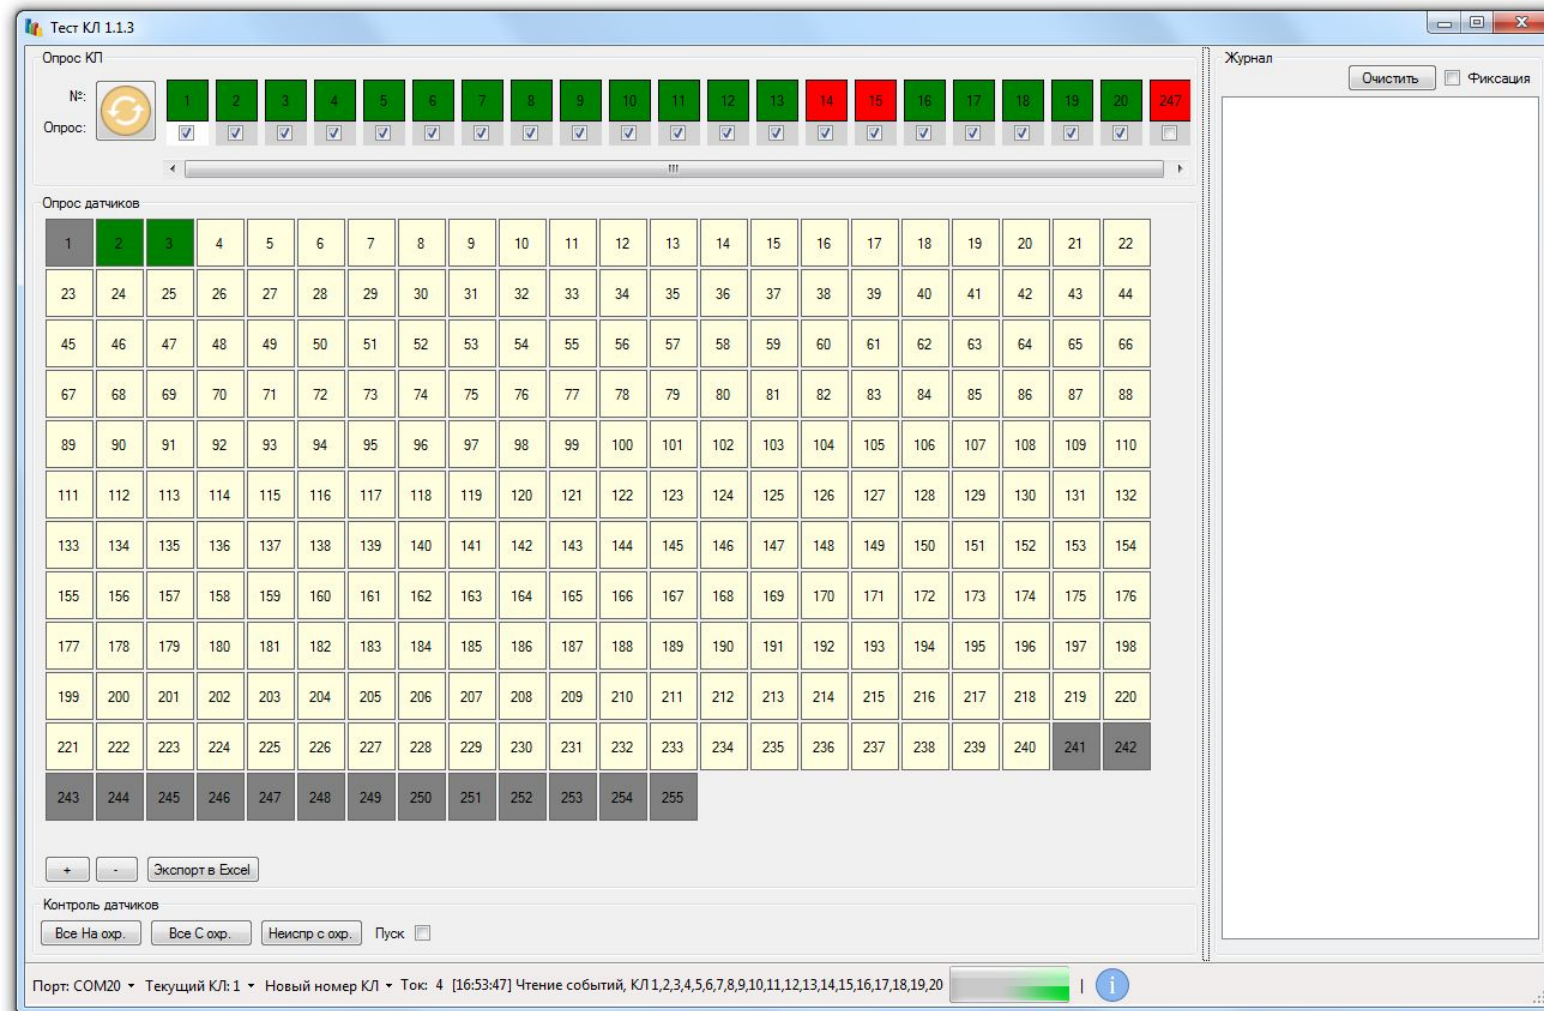 Тест КЛ 1.1.3
Опрос КП
Журнал
Очистить Фиксация
№: 1 2 3 4 5 6 7 8 9 10 11 12 13 14 15 16 17 18 19 20 247
Опрос:
Опрос датчиков
1 2 3 4 5 6 7 8 9 10 11 12 13 14 15 16 17 18 19 20 21 22
23 24 25 26 27 28 29 30 31 32 33 34 35 36 37 38 39 40 41 42 43 44
45 46 47 48 49 50 51 52 53 54 55 56 57 58 59 60 61 62 63 64 65 66
67 68 69 70 71 72 73 74 75 76 77 78 79 80 81 82 83 84 85 86 87 88
89 90 91 92 93 94 95 96 97 98 99 100 101 102 103 104 105 106 107 108 109 110
111 112 113 114 115 116 117 118 119 120 121 122 123 124 125 126 127 128 129 130 131 132
133 134 135 136 137 138 139 140 141 142 143 144 145 146 147 148 149 150 151 152 153 154
155 156 157 158 159 160 161 162 163 164 165 166 167 168 169 170 171 172 173 174 175 176
177 178 179 180 181 182 183 184 185 186 187 188 189 190 191 192 193 194 195 196 197 198
199 200 201 202 203 204 205 206 207 208 209 210 211 212 213 214 215 216 217 218 219 220
221 222 223 224 225 226 227 228 229 230 231 232 233 234 235 236 237 238 239 240 241 242
243 244 245 246 247 248 249 250 251 252 253 254 255
+ - Экспорт в Excel
Контроль датчиков
Все На охр. Все С охр. Неиспр с охр. Пуск
Порт: COM20 Текущий КЛ: 1 Новый номер КЛ Ток: 4 [16:53:47] Чтение событий, КЛ 1,2,3,4,5,6,7,8,9,10,11,12,13,14,15,16,17,18,19,20 | i